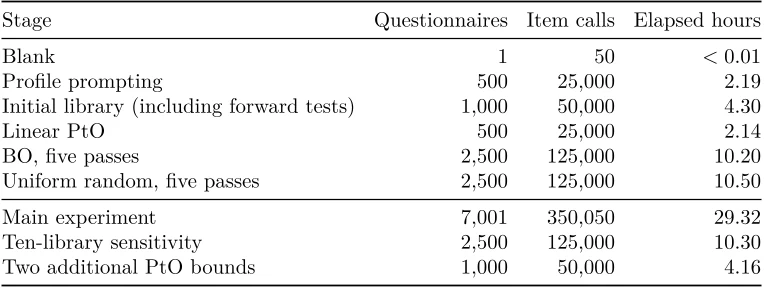 Stage Questionnaires Item calls Elapsed hours
Blank 1 50 < 0.01
Profile prompting 500 25,000 2.19
Initial library (including forward tests) 1,000 50,000 4.30
Linear PtO 500 25,000 2.14
BO, five passes 2,500 125,000 10.20
Uniform random, five passes 2,500 125,000 10.50
Main experiment 7,001 350,050 29.32
Ten-library sensitivity 2,500 125,000 10.30
Two additional PtO bounds 1,000 50,000 4.16